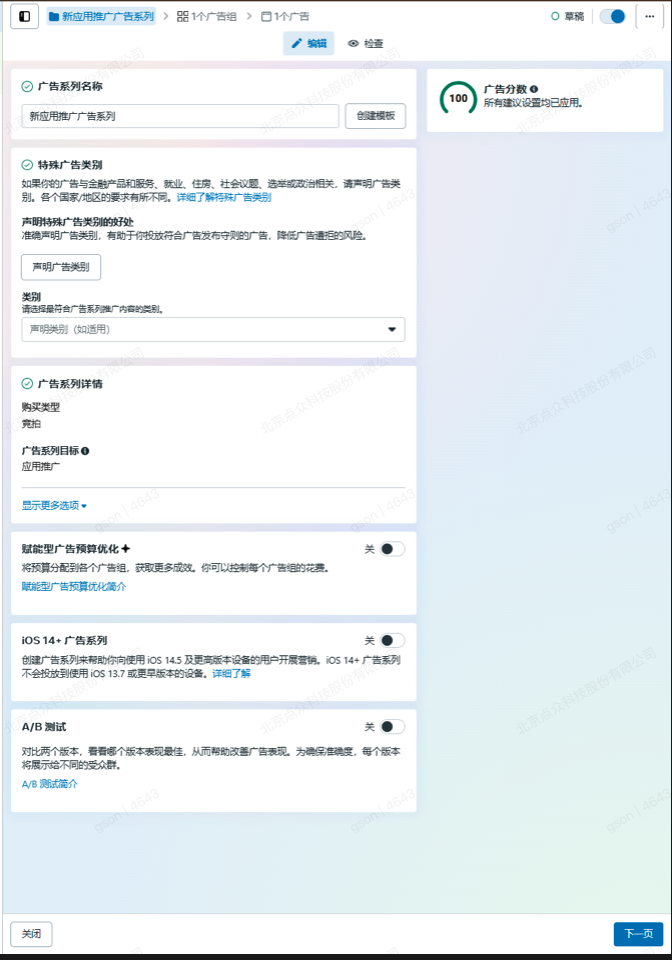 新应用推广广告系列 1个广告组 1个广告 草稿
编辑 检查
广告系列名称
新应用推广广告系列 创建模板
100 广告分数
所有建议设置均已应用。
特殊广告类别
如果你的广告与金融产品和服务、就业、住房、社会议题、选举或政治相关，请声明广告类
别。各个国家/地区的要求有所不同。详细了解特殊广告类别
声明特殊广告类别的好处
准确声明广告类别，有助于你投放符合广告发布守则的广告，降低广告遭拒的风险。
声明广告类别
类别
请选择最符合广告系列推广内容的类别。
声明类别（如适用）
广告系列详情
购买类型
竞拍
广告系列目标
应用推广
显示更多选项
赋能型广告预算优化 关
将预算分配到各个广告组，获取更多成效。你可以控制每个广告组的花费。
赋能型广告预算优化简介
iOS 14+ 广告系列 关
创建广告系列来帮助你向使用 iOS 14.5 及更高版本设备的用户开展营销。iOS 14+ 广告系列
不会投放到使用 iOS 13.7 或更早版本的设备。详细了解
A/B 测试 关
对比两个版本，看看哪个版本表现最佳，从而帮助改善广告表现。为确保准确度，每个版本
将展示给不同的受众群。
A/B 测试简介
关闭 下一页
北京点众科技股份有限公司
gson | 4643